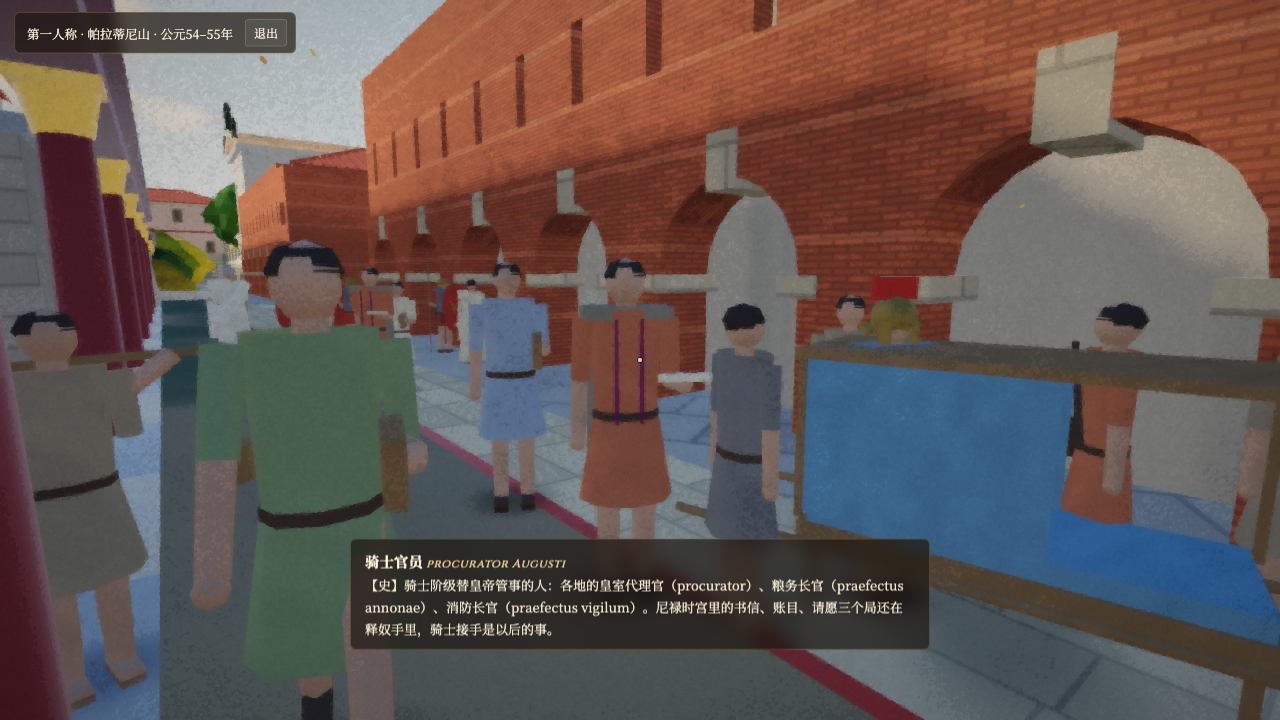 第一人称 · 帕拉蒂尼山 · 公元54–55年 退出
骑士官员 PROCURATOR AUGUSTI
【史】骑士阶级替皇帝管事的人：各地的皇室代理官（procurator）、粮务长官（praefectus
annonae）、消防长官（praefectus vigilum）。尼禄时宫里的书信、账目、请愿三个局还在
释奴手里，骑士接手是以后的事。